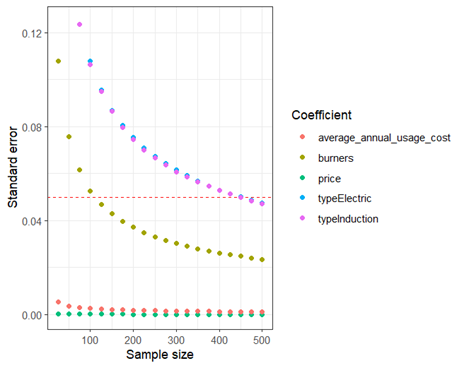 0.12
0.08
0.04
0.00
Standard error
100
200
300
400
500
Sample size
Coefficient
average_annual_usage_cost
burners
price
typeElectric
typeInduction